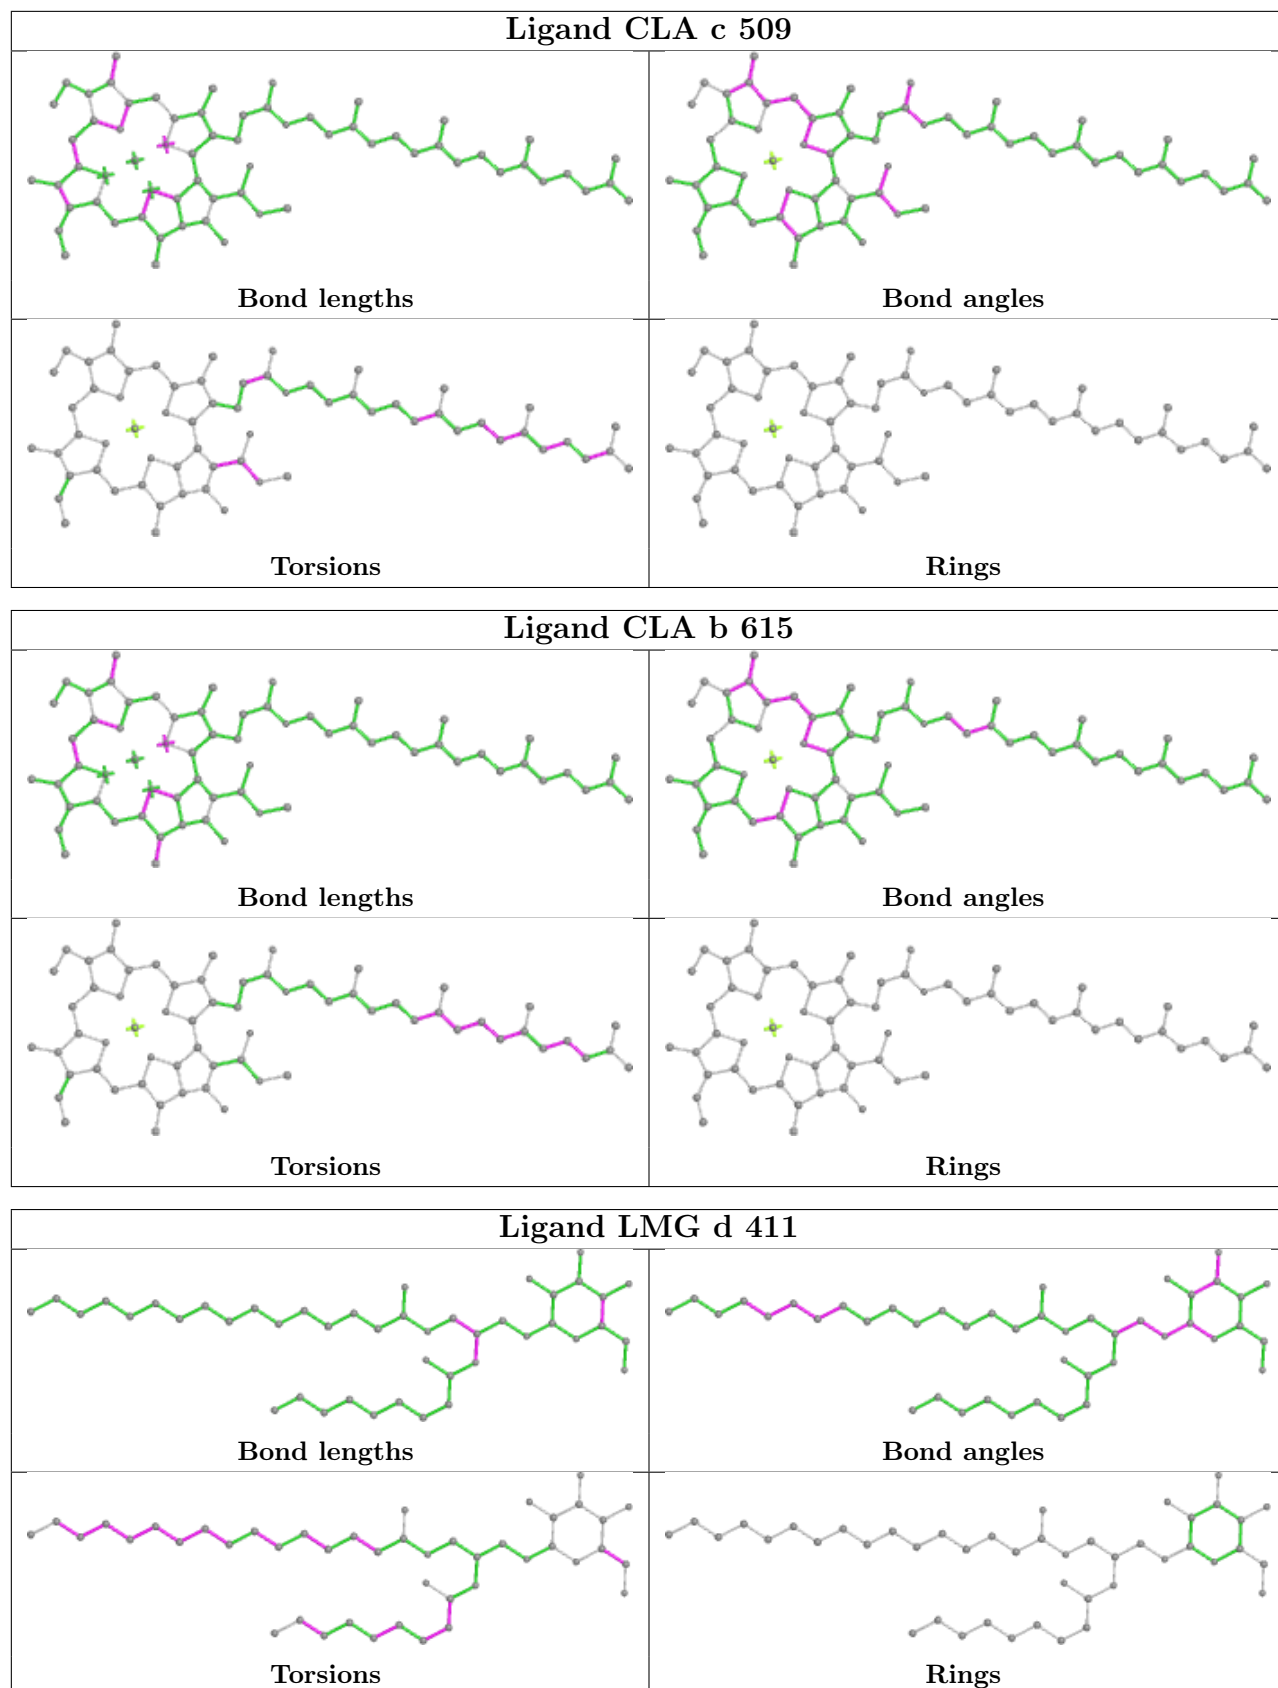 Ligand CLA c 509
Bond lengths
Bond angles
Torsions
Rings
Ligand CLA b 615
Bond lengths
Bond angles
Torsions
Rings
Ligand LMG d 411
Bond lengths
Bond angles
Torsions
Rings